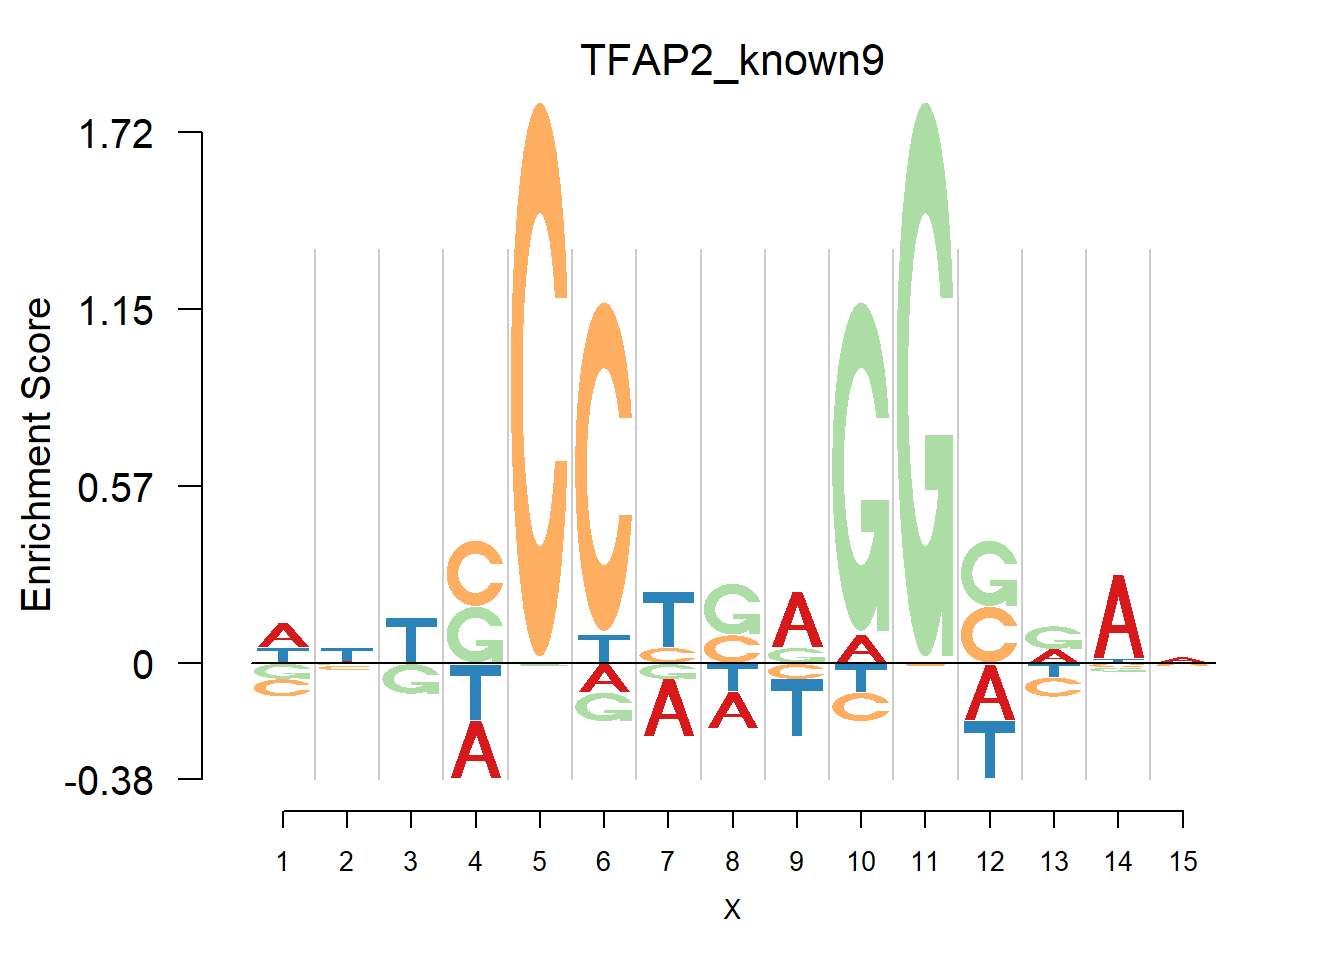 TFAP2_known9
Enrichment Score
1.72
1.15
0.57
0
-0.38
A T G C
T C
T G
C G T A
C
C T A G
T C G A
G C T A
A G C T
G A T C
G
G C A T
G A T C
A
A
1 2 3 4 5 6 7 8 9 10 11 12 13 14 15
X